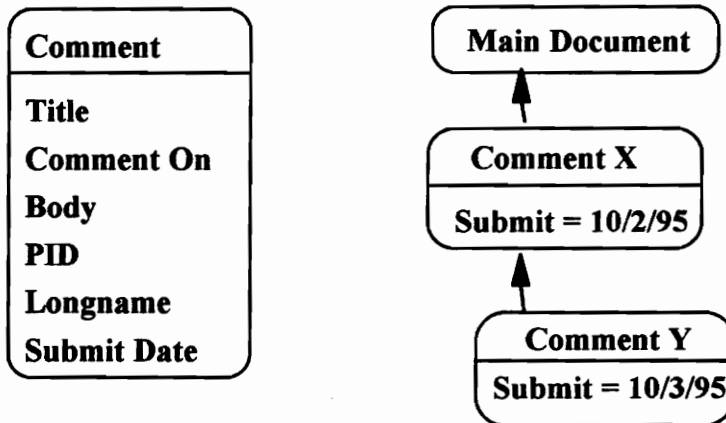 Comment
Title
Comment On
Body
PID
Longname
Submit Date
Main Document
Comment X
Submit = 10/2/95
Comment Y
Submit = 10/3/95